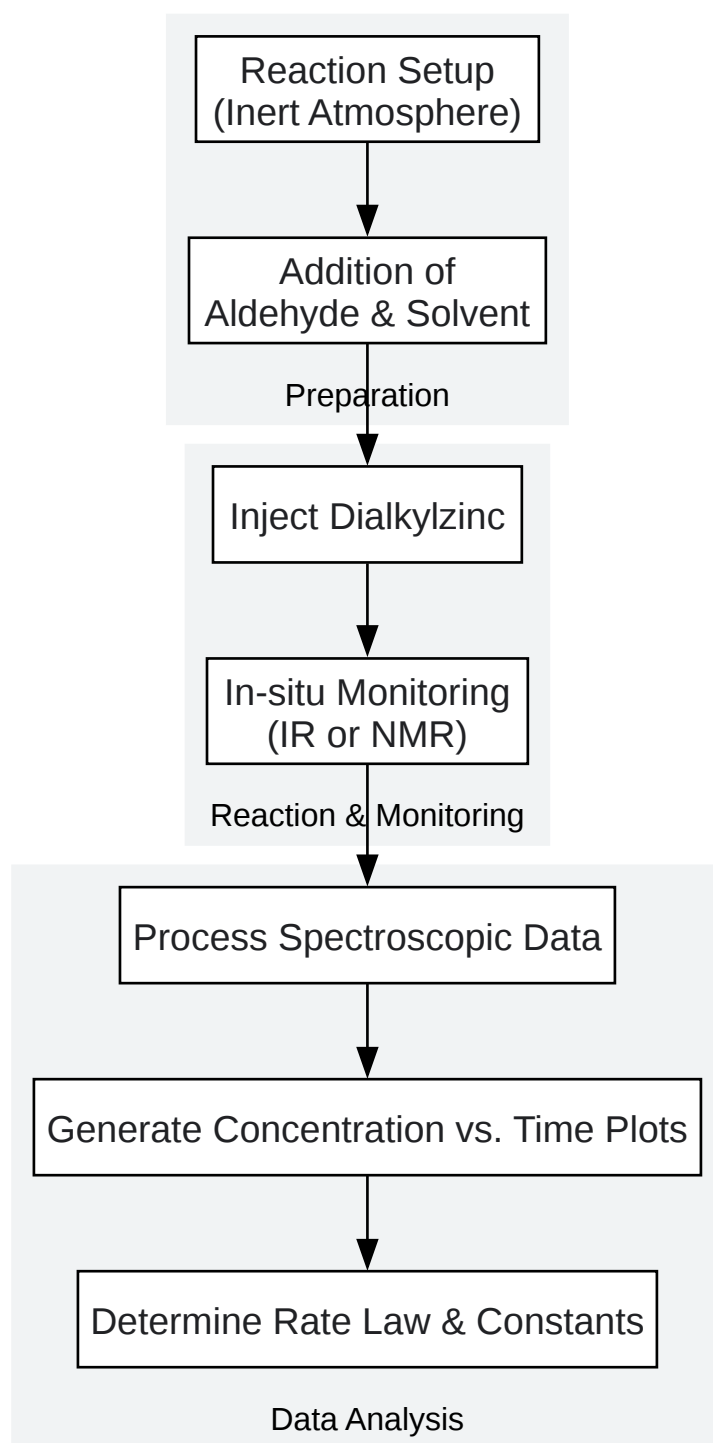 Reaction Setup
(Inert Atmosphere)
Addition of
Aldehyde & Solvent
Preparation
Inject Dialkylzinc
In-situ Monitoring
(IR or NMR)
Reaction & Monitoring
Process Spectroscopic Data
Generate Concentration vs. Time Plots
Determine Rate Law & Constants
Data Analysis